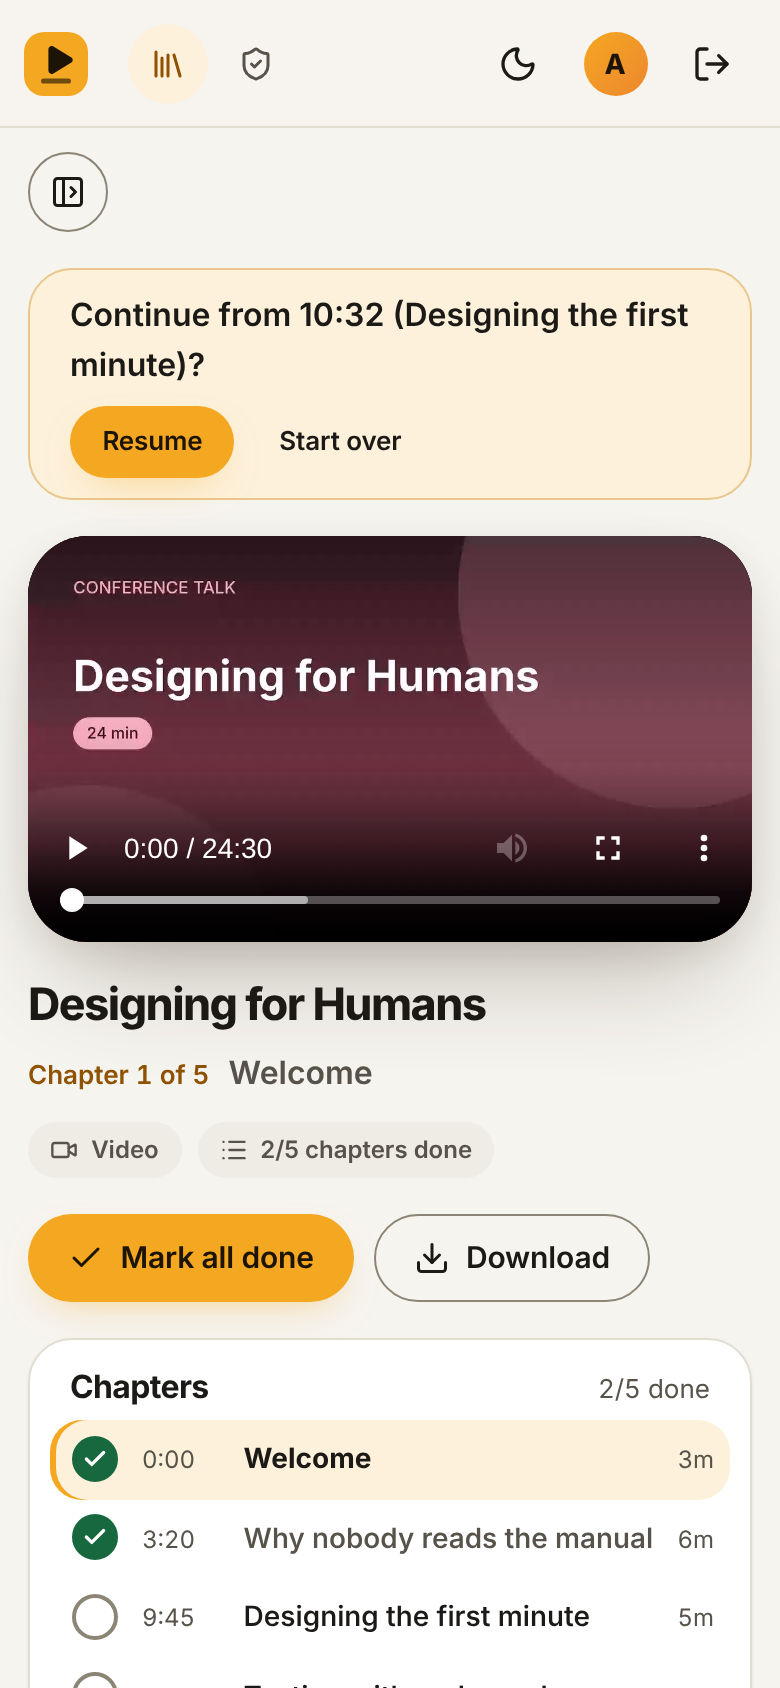 A
Continue from 10:32 (Designing the first
minute)?
Resume
Start over
CONFERENCE TALK
Designing for Humans
24 min
0:00 / 24:30
Designing for Humans
Chapter 1 of 5 Welcome
Video
2/5 chapters done
Mark all done
Download
Chapters 2/5 done
0:00 Welcome 3m
3:20 Why nobody reads the manual 6m
9:45 Designing the first minute 5m